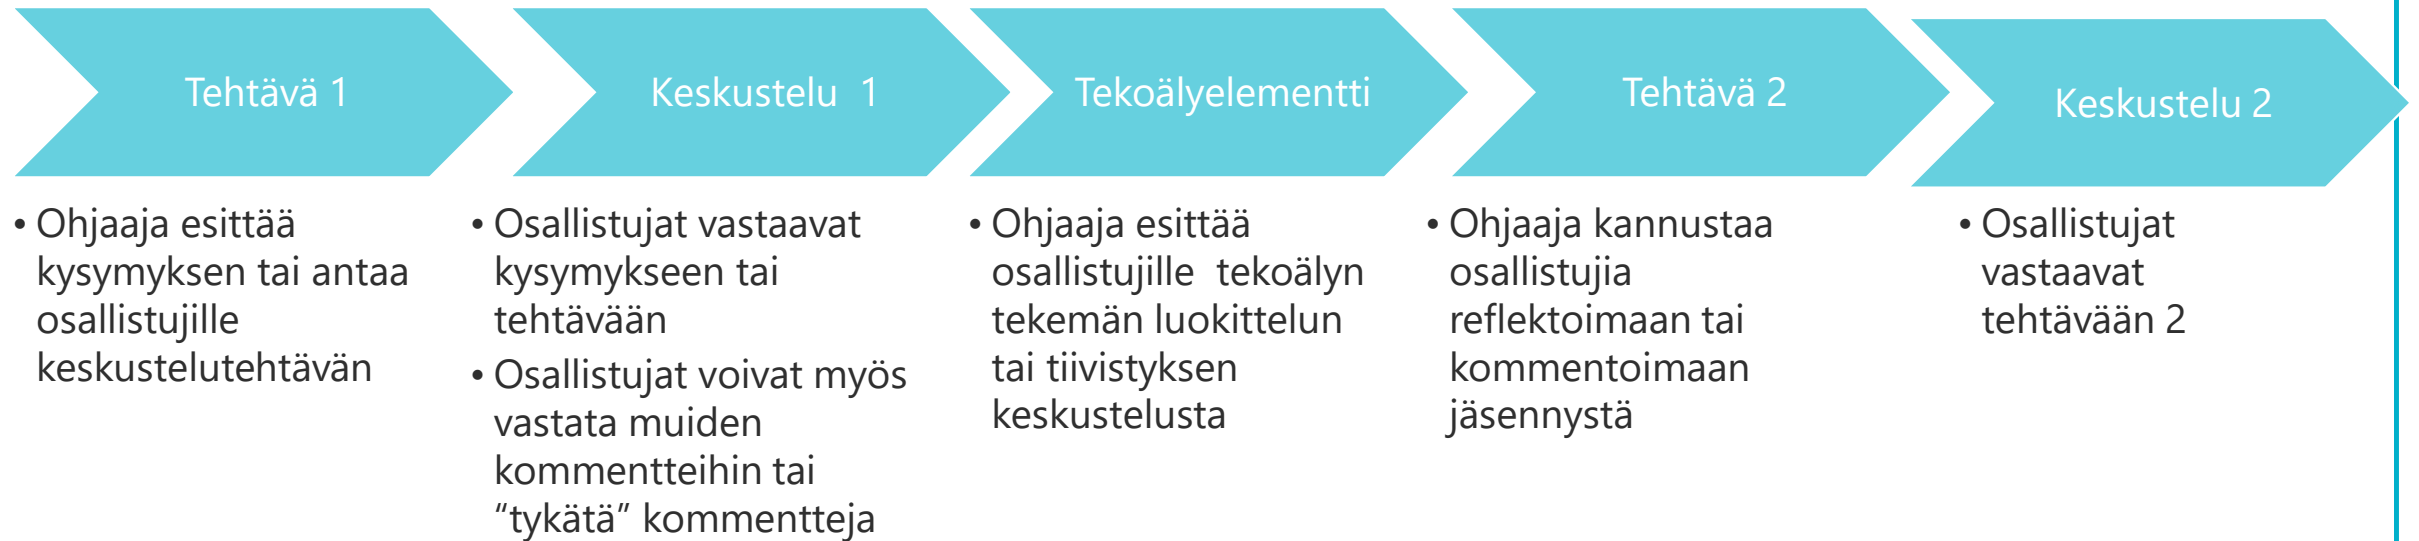 Tehtävä 1
Keskustelu 1
Tekoälyelementti
Tehtävä 2
Keskustelu 2
• Ohjaaja esittää
kysymyksen tai antaa
osallistujille
keskustelutehtävän
• Osallistujat vastaavat
kysymykseen tai
tehtävään
• Osallistujat voivat myös
vastata muiden
kommentteihin tai
“tykätä” kommentteja
• Ohjaaja esittää
osallistujille tekoälyn
tekemän luokittelun
tai tiivistyksen
keskustelusta
• Ohjaaja kannustaa
osallistujia
reflektoimaan tai
kommentoimaan
jäsennystä
• Osallistujat
vastaavat
tehtävään 2